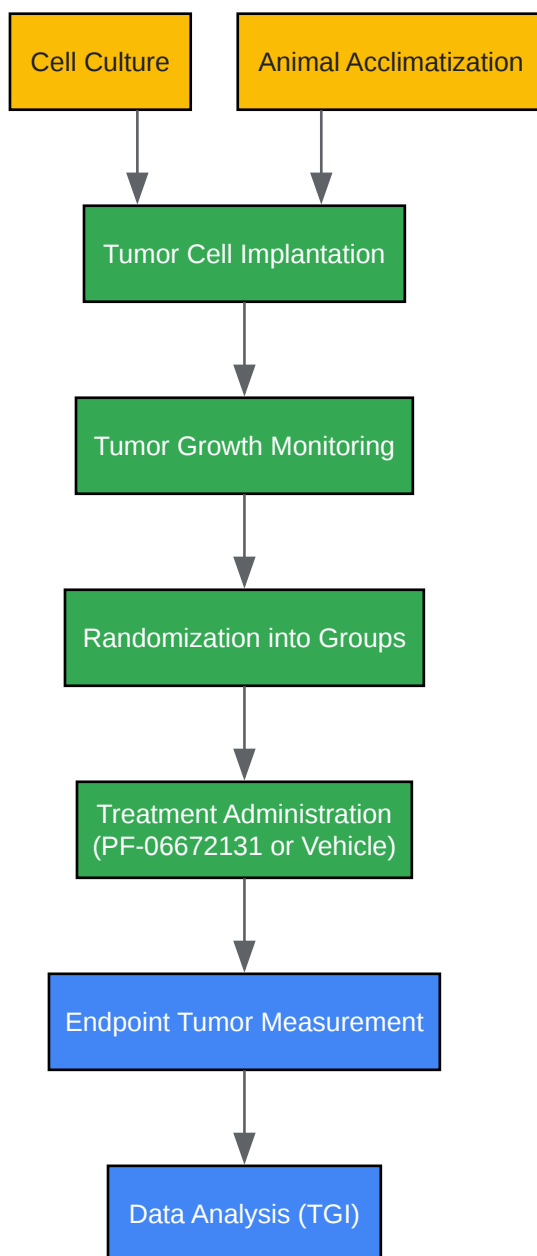 Cell Culture
Animal Acclimatization
Tumor Cell Implantation
Tumor Growth Monitoring
Randomization into Groups
Treatment Administration
(PF-06672131 or Vehicle)
Endpoint Tumor Measurement
Data Analysis (TGI)